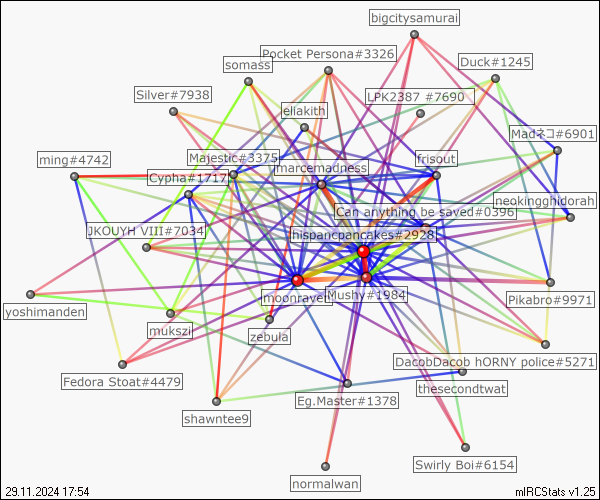 bigcitysamurai
Pocket Persona#3326
somass
Duck#1245
Silver#7938
LPK2387 #7690
eliakith
Madネコ#6901
ming#4742
Majestic#3375
frisout
marcemadness
Cypha#1717
neokingghidorah
Can anything be saved#0396
JKOUYH VIII#7034
hispancpancakes#2928
moonravel
Mushy#1984
Pikabro#9971
yoshimanden
mukszi
zebula
DacobDacob hORNY police#5271
Fedora Stoat#4479
thesecondtwat
Eg.Master#1378
shawntee9
Swirly Boi#6154
normalwan
29.11.2024 17:54
mIRCStats v1.25